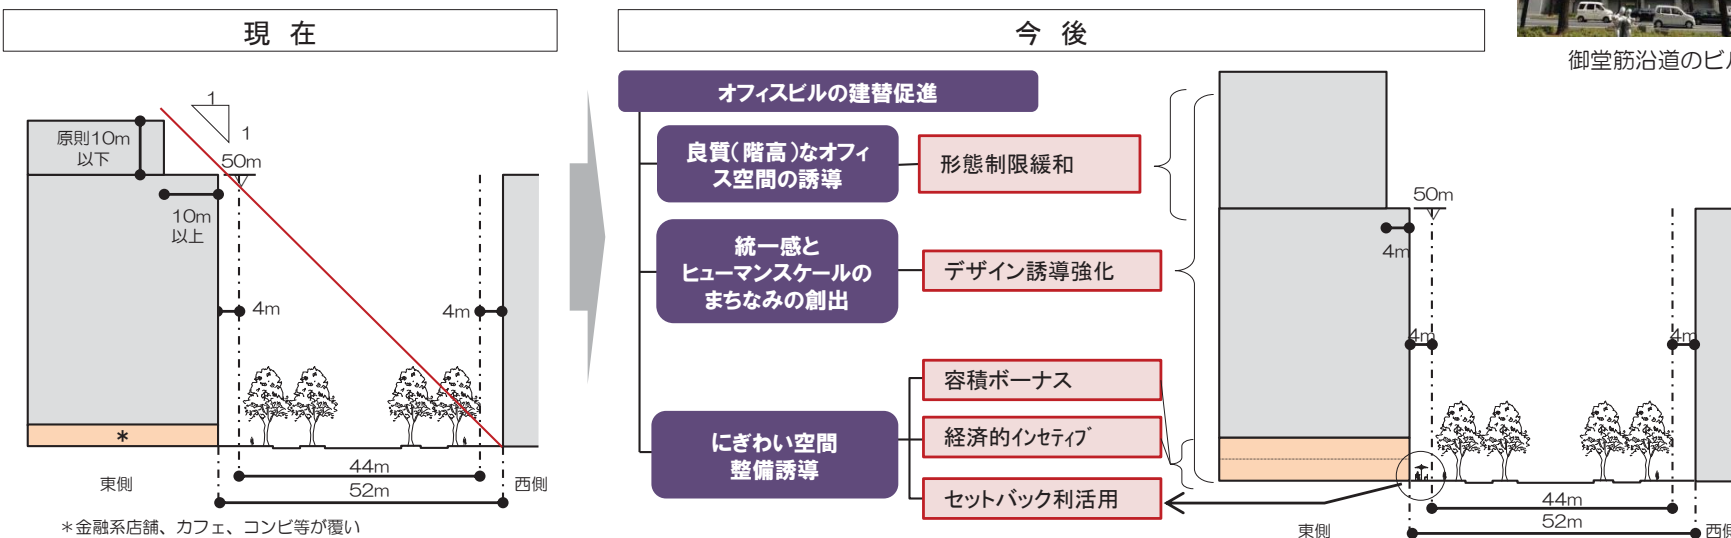 現 在
今 後
御堂筋沿道のビル
1
1
原則10m
以下
50m
10m
以上
4m
4m
*
44m
52m
東側
西側
*金融系店舗、カフェ、コンビ等が覆い
オフィスビルの建替促進
良質(階高)なオフィ
ス空間の誘導
形態制限緩和
統一感と
ヒューマンスケールの
まちなみの創出
デザイン誘導強化
にぎわい空間
整備誘導
容積ボーナス
経済的インセティブ
セットバック利活用
50m
4m
4m
4m
44m
52m
東側
西側